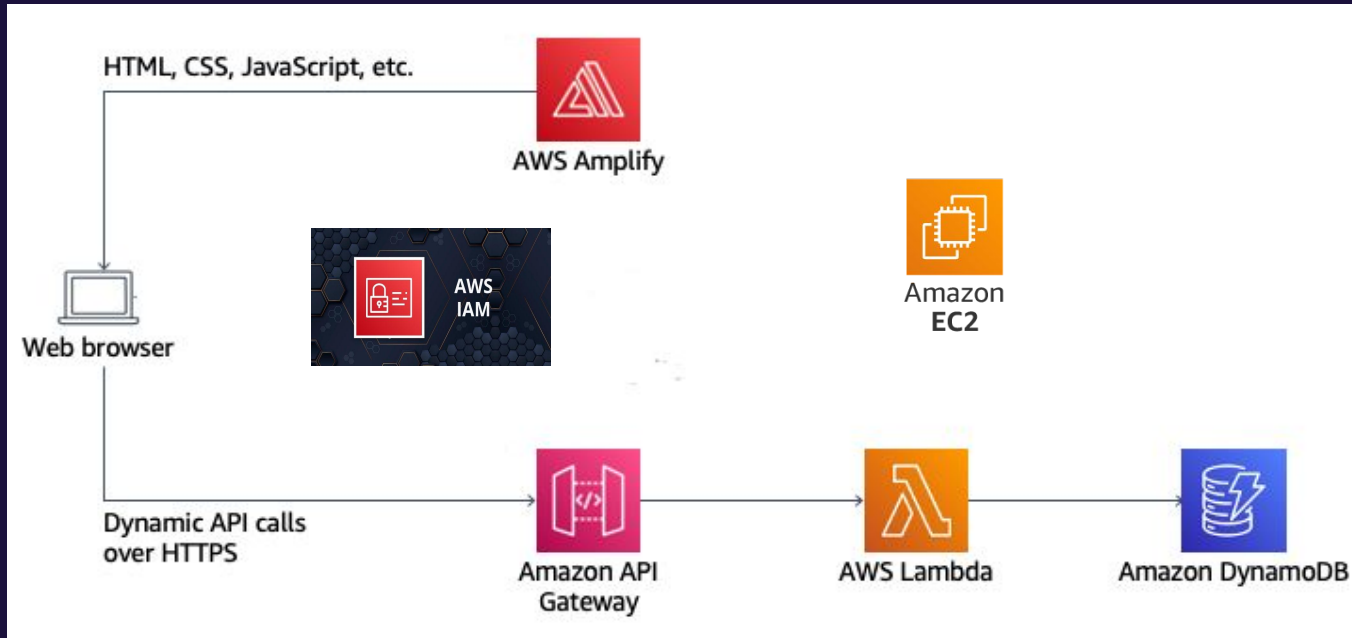 HTML, CSS, JavaScript, etc.
AWS Amplify
Amazon
EC2
AWS
IAM
Web browser
Dynamic API calls
over HTTPS
</>
Amazon API
Gateway
AWS Lambda
Amazon DynamoDB